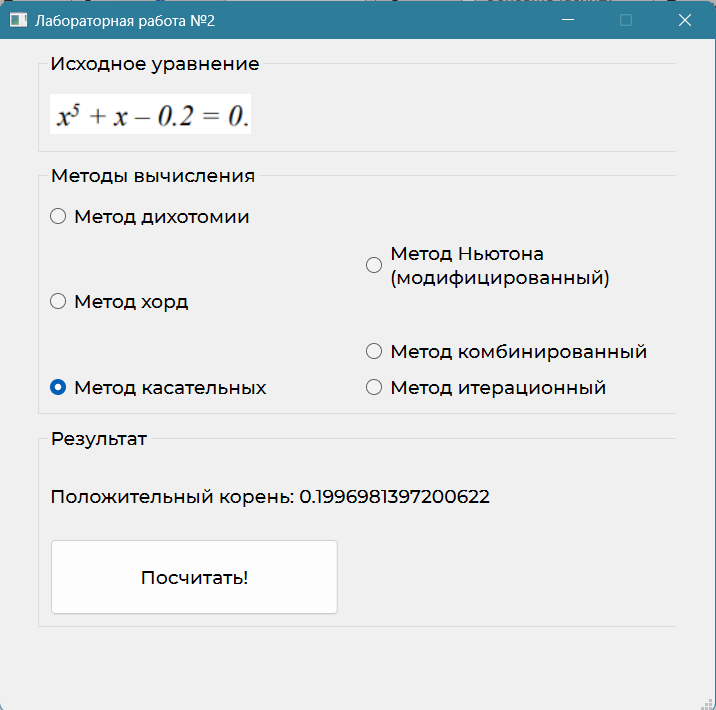 Лабораторная работа №2
Исходное уравнение
x⁵ + x – 0.2 = 0.
Методы вычисления
Метод дихотомии
Метод Ньютона
(модифицированный)
Метод хорд
Метод комбинированный
Метод касательных
Метод итерационный
Результат
Положительный корень: 0.1996981397200622
Посчитать!